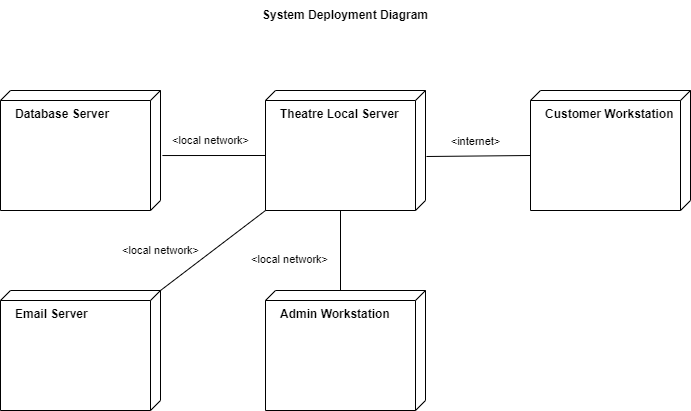 System Deployment Diagram
Database Server
Theatre Local Server
Customer Workstation
<local network>
<internet>
<local network>
<local network>
Email Server
Admin Workstation